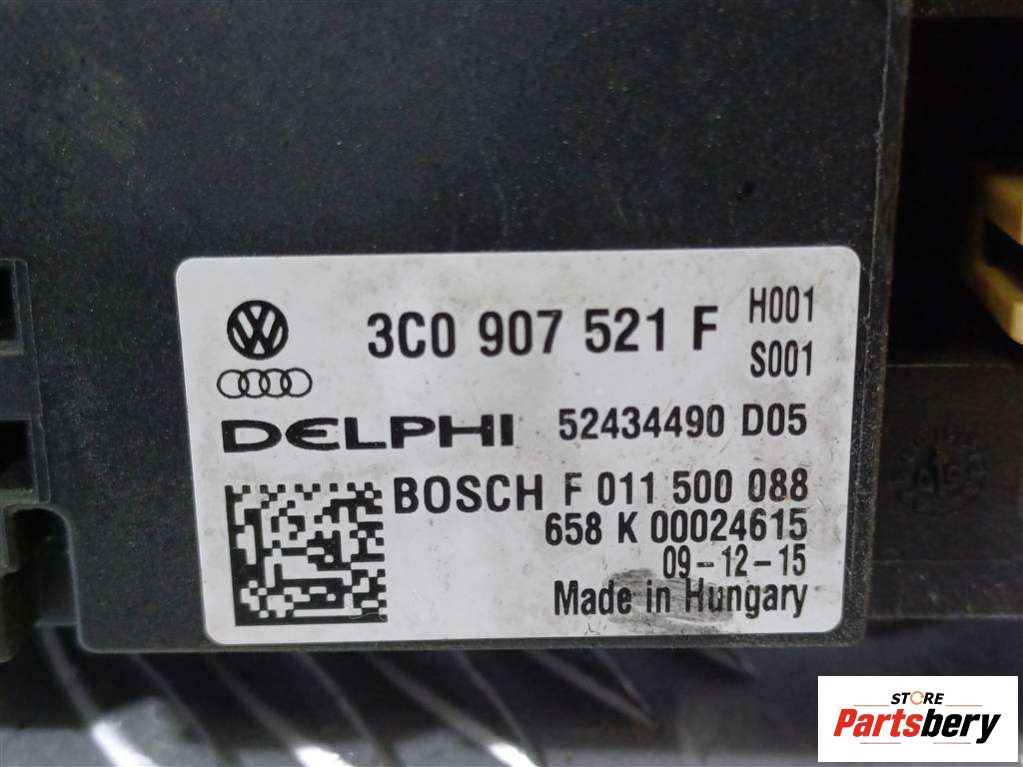 3C0 907 521 F
H001
S001
DELPHI 52434490 D05
BOSCH F 011 500 088
658 K 00024615
09-12-15
Made in Hungary
STORE
Partsbery